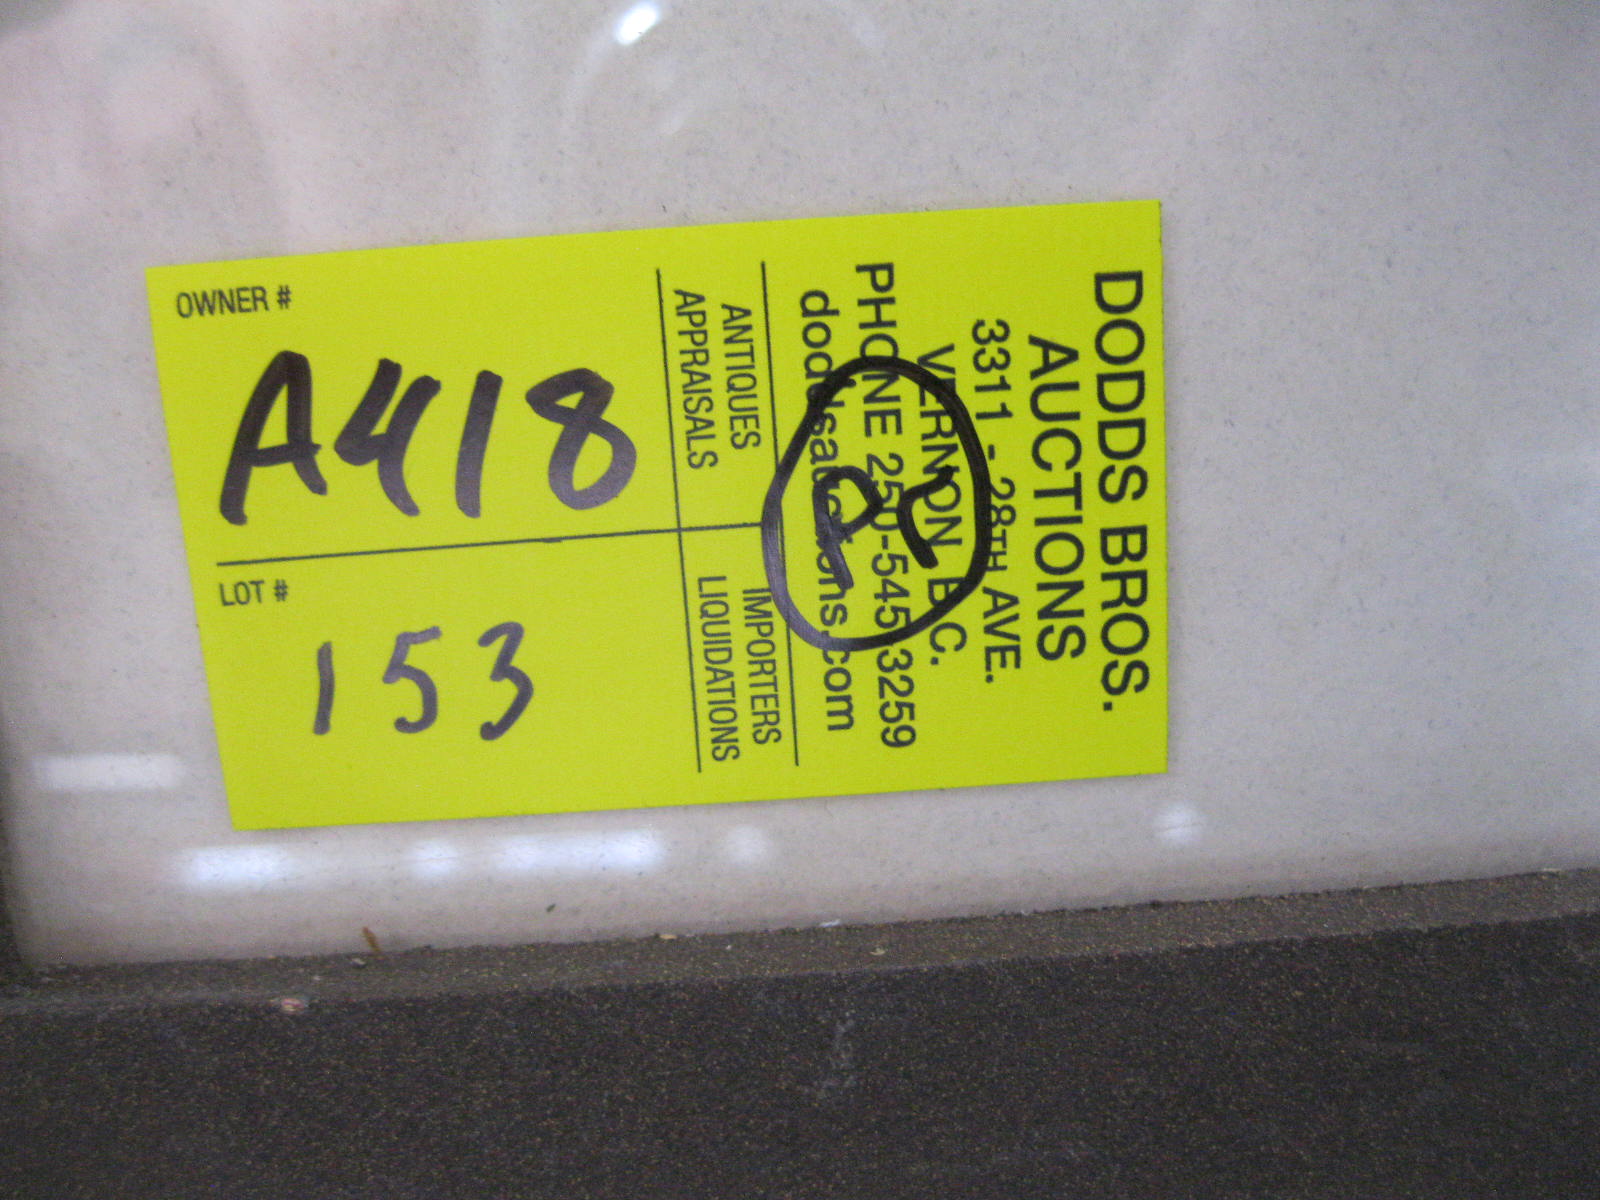 OWNER #
A418
LOT #
153
DODDS BROS.
AUCTIONS
3311 - 28TH AVE.
VERNON B.C.
PHONE 250-545-3259
doddsauctions.com
ANTIQUES
APPRAISALS
IMPORTERS
LIQUIDATIONS
PC